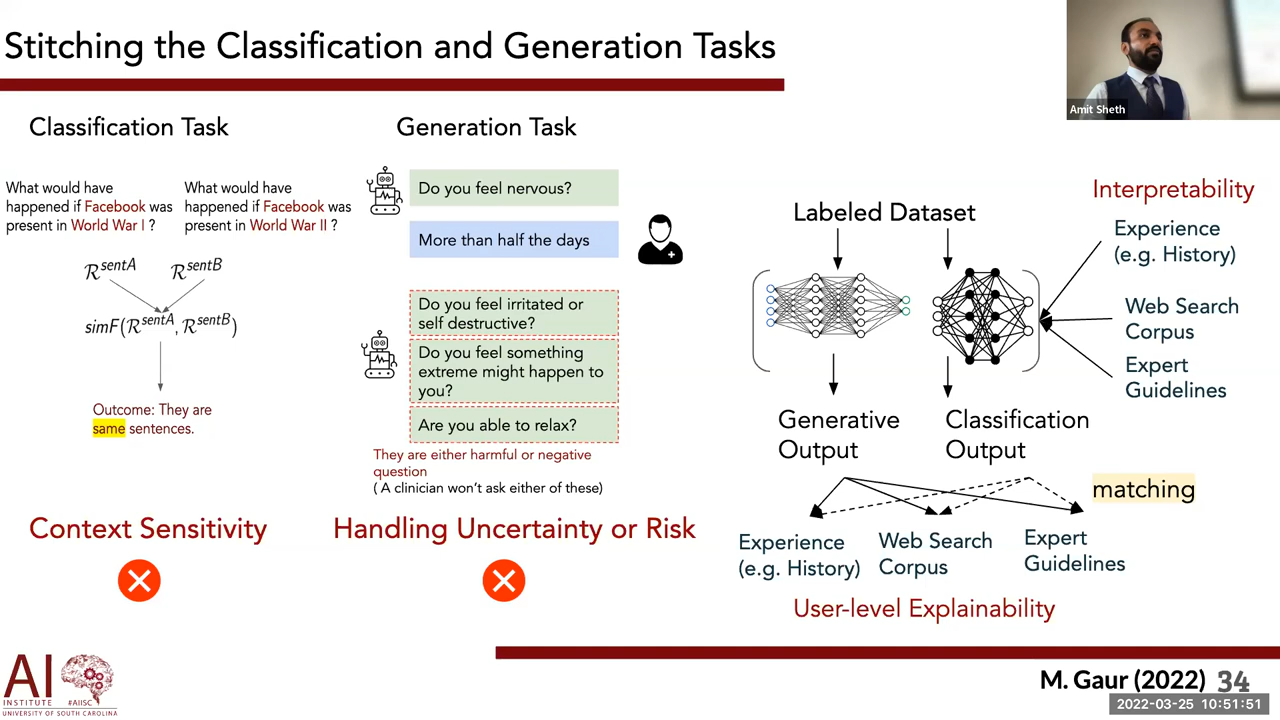 Stitching the Classification and Generation Tasks
Amit Sheth
Classification Task
What would have
happened if Facebook was
present in World War I ?
What would have
happened if Facebook was
present in World War II ?
R^sentA
R^sentB
simF(R^sentA, R^sentB)
Outcome: They are
same sentences.
Context Sensitivity
Generation Task
Do you feel nervous?
More than half the days
Do you feel irritated or
self destructive?
Do you feel something
extreme might happen to
you?
Are you able to relax?
They are either harmful or negative
question
( A clinician won’t ask either of these)
Handling Uncertainty or Risk
Labeled Dataset
Interpretability
Experience
(e.g. History)
Web Search
Corpus
Expert
Guidelines
Generative
Output
Classification
Output
matching
Experience
(e.g. History)
Web Search
Corpus
Expert
Guidelines
User-level Explainability
AI
INSTITUTE
#AIISC
UNIVERSITY OF SOUTH CAROLINA
M. Gaur (2022) 34
2022-03-25 10:51:51